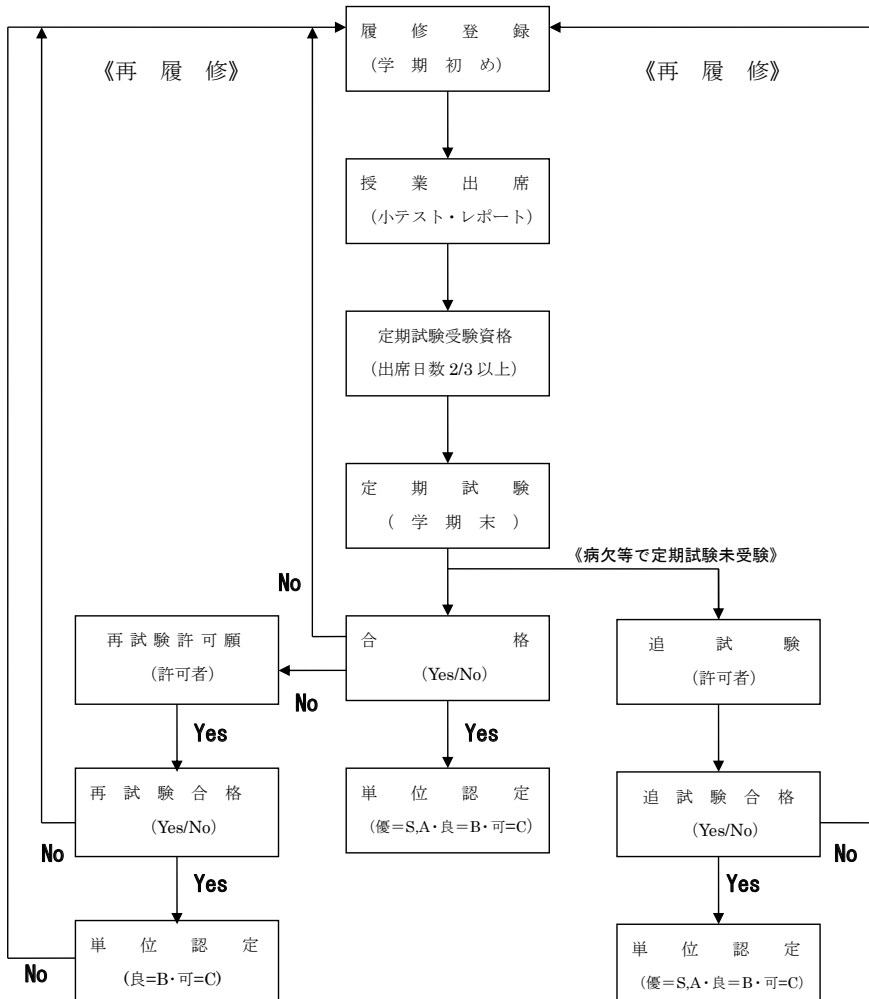 履修登録
(学期初め)
《再履修》
《再履修》
授業出席
(小テスト・レポート)
定期試験受験資格
(出席日数 2/3 以上)
定期試験
(学期末)
《病欠等で定期試験未受験》
No
再試験許可願
(許可者)
合格
(Yes/No)
追試験
(許可者)
No
Yes
Yes
再試験合格
(Yes/No)
単位認定
(優＝S,A・良＝B・可=C)
追試験合格
(Yes/No)
No
No
Yes
Yes
単位認定
(良=B・可=C)
単位認定
(優＝S,A・良＝B・可=C)
No